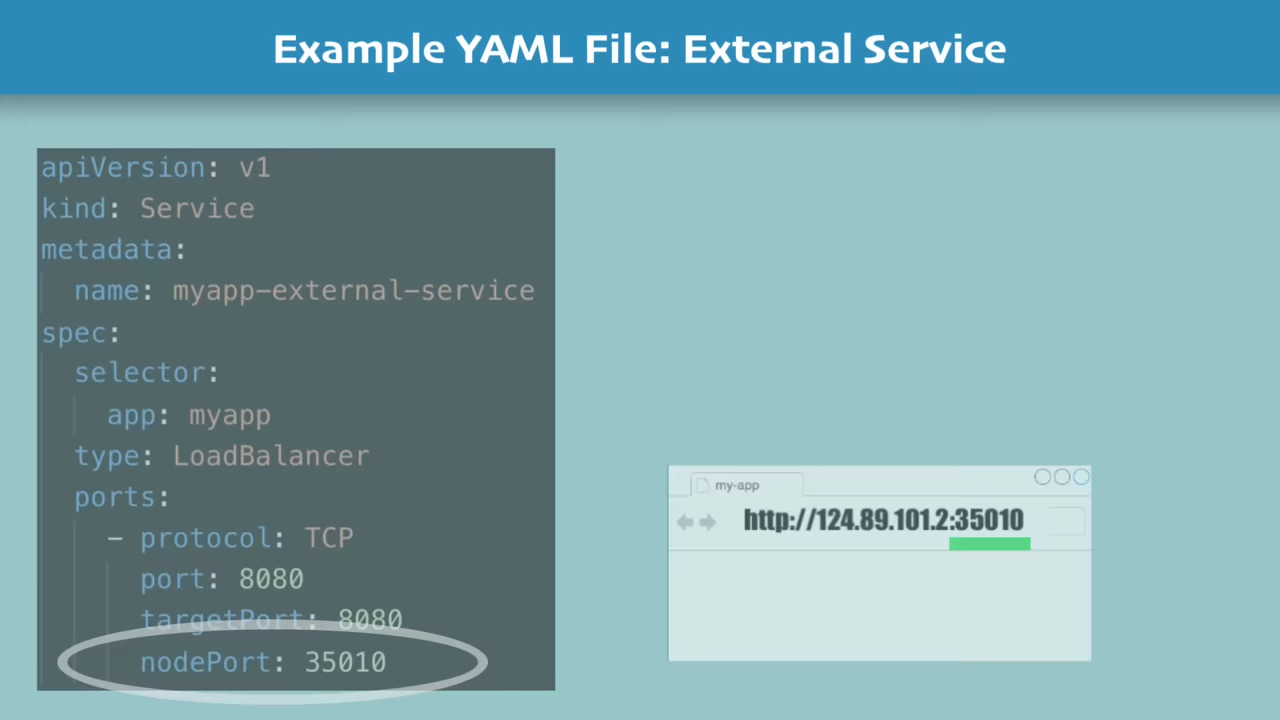 Example YAML File: External Service
apiVersion: v1
kind: Service
metadata:
  name: myapp-external-service
spec:
  selector:
    app: myapp
  type: LoadBalancer
  ports:
    - protocol: TCP
      port: 8080
      targetPort: 8080
      nodePort: 35010
my-app
http://124.89.101.2:35010